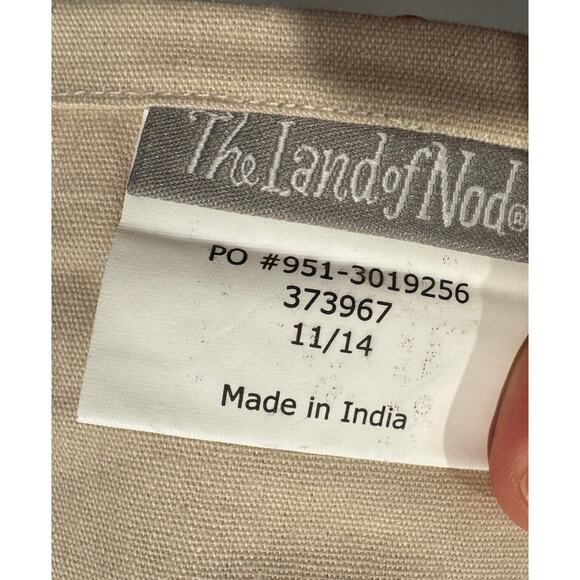 The Land of Nod®
PO #951-3019256
373967
11/14
Made in India